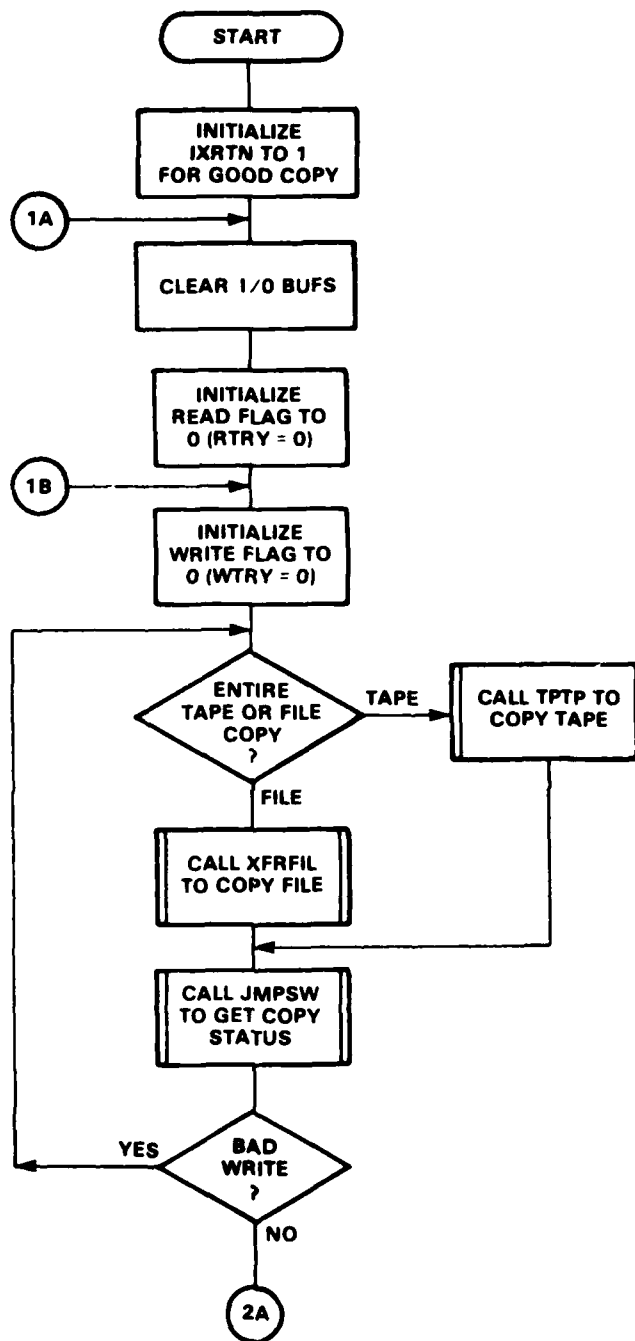 START
INITIALIZE
IXRTN TO 1
FOR GOOD COPY
1A
CLEAR I/O BUFS
INITIALIZE
READ FLAG TO
0 (RTRY = 0)
1B
INITIALIZE
WRITE FLAG TO
0 (WTRY = 0)
ENTIRE
TAPE OR FILE
COPY
?
TAPE
CALL TPTP TO
COPY TAPE
FILE
CALL XFRFIL
TO COPY FILE
CALL JMPSW
TO GET COPY
STATUS
YES
BAD
WRITE
?
NO
2A